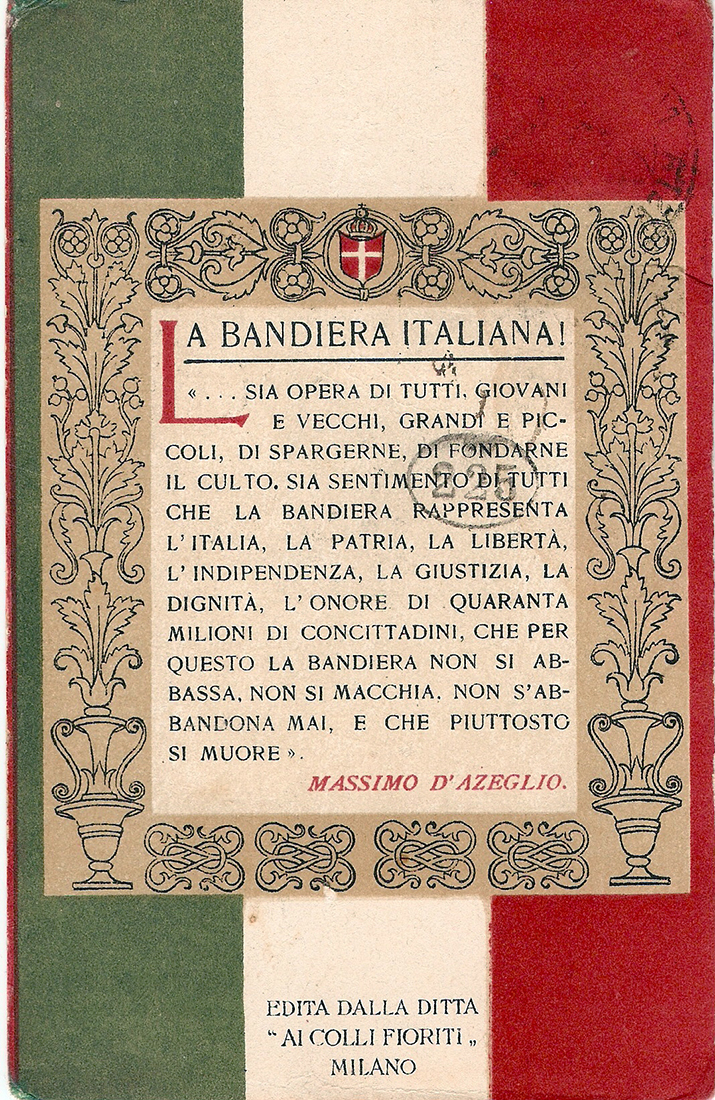 LA BANDIERA ITALIANA!
«... SIA OPERA DI TUTTI, GIOVANI
E VECCHI, GRANDI E PIC-
COLI, DI SPARGERNE, DI FONDARNE
IL CULTO. SIA SENTIMENTO DI TUTTI
CHE LA BANDIERA RAPPRESENTA
L'ITALIA, LA PATRIA, LA LIBERTÀ,
L'INDIPENDENZA, LA GIUSTIZIA, LA
DIGNITÀ, L'ONORE DI QUARANTA
MILIONI DI CONCITTADINI, CHE PER
QUESTO LA BANDIERA NON SI AB-
BASSA, NON SI MACCHIA, NON S'AB-
BANDONA MAI, E CHE PIUTTOSTO
SI MUORE».
MASSIMO D'AZEGLIO.
225
EDITA DALLA DITTA
"AI COLLI FIORITI„
MILANO